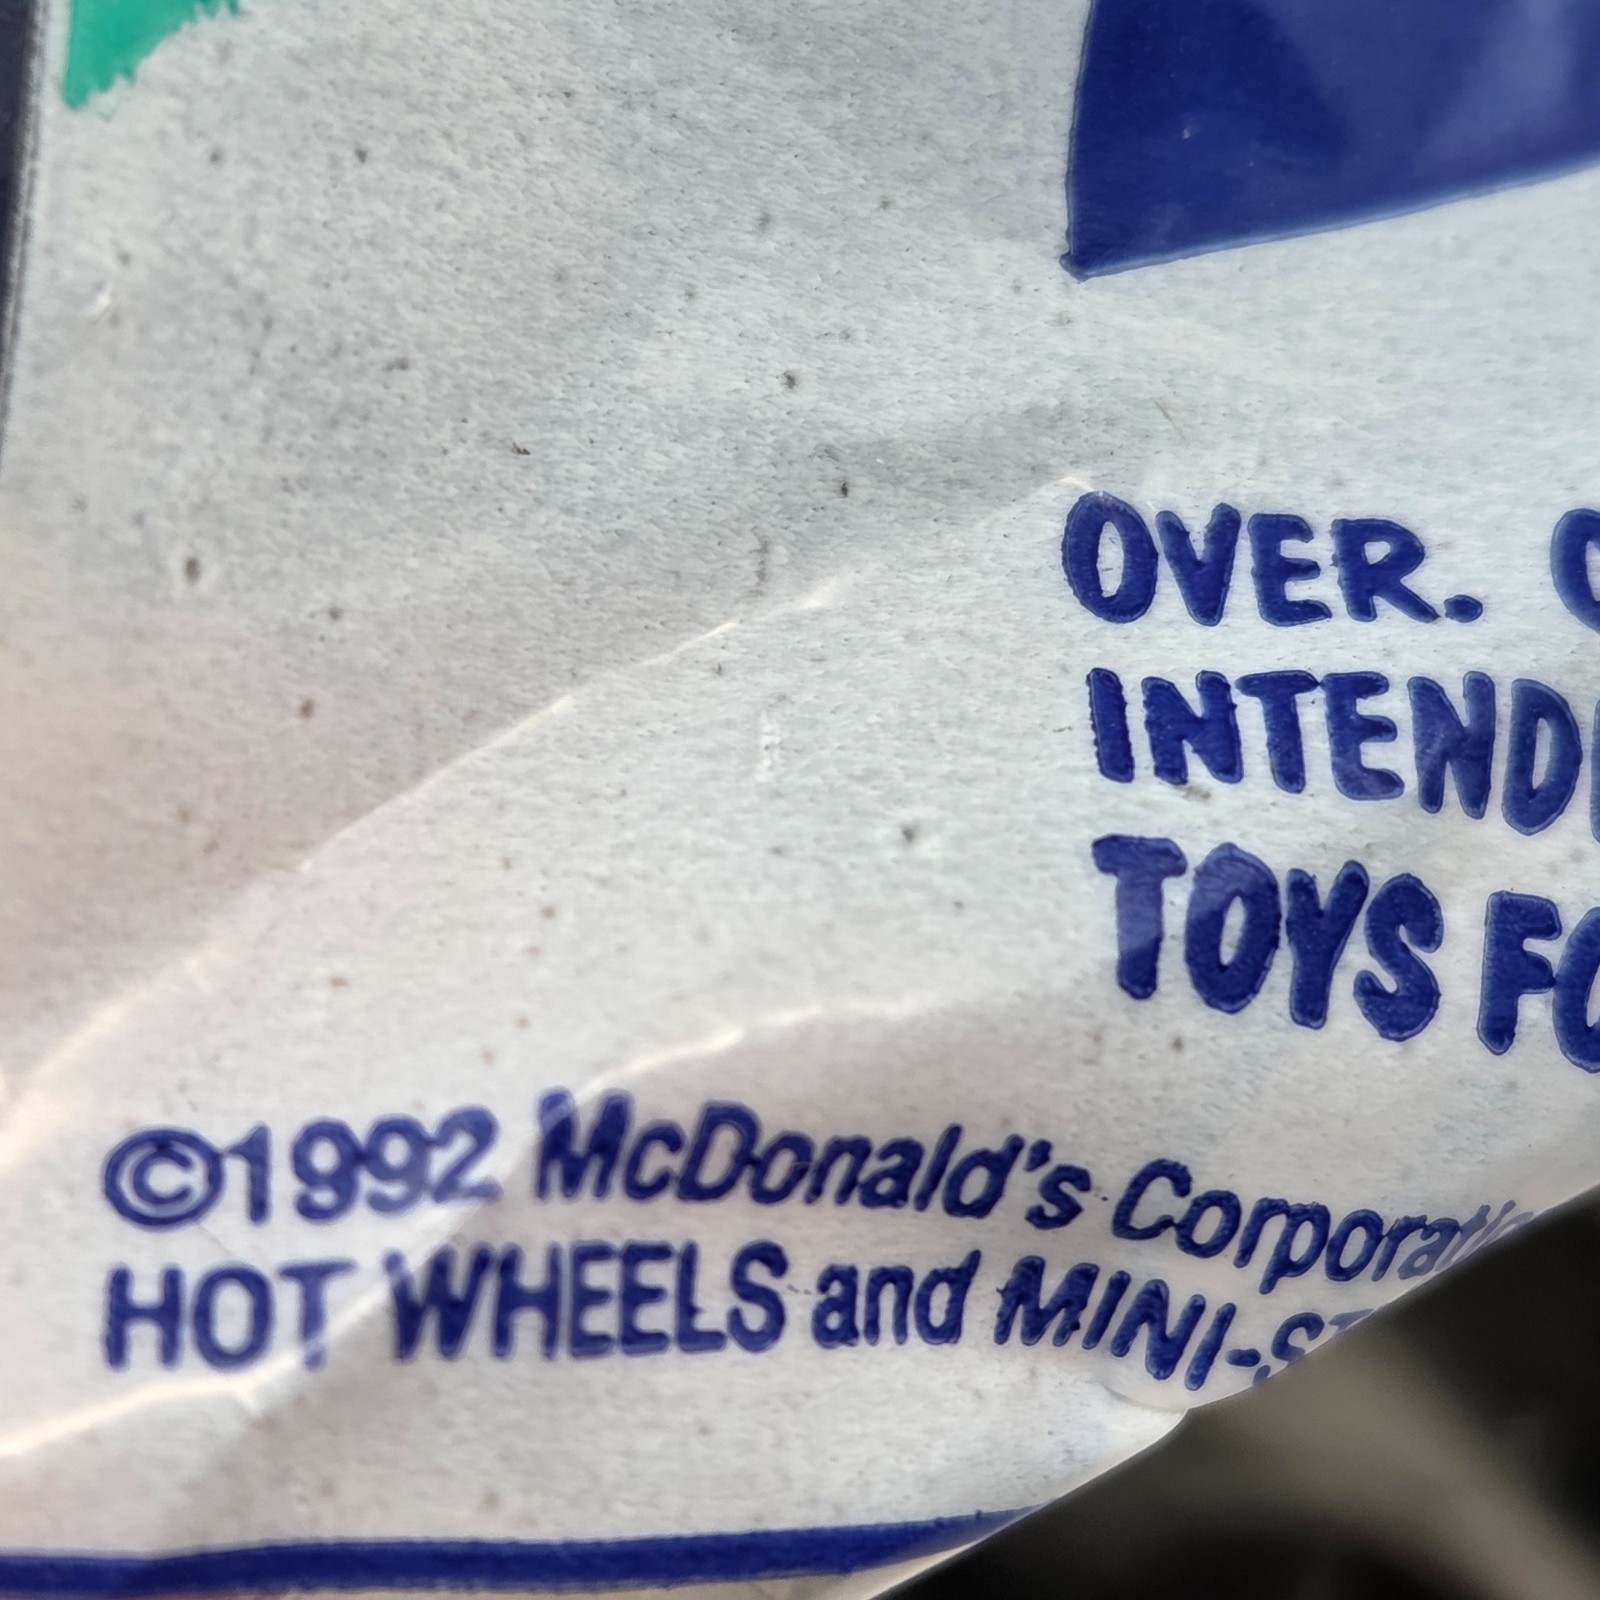 OVER.
INTEND
TOYS FO
©1992 McDonald's Corporati
HOT WHEELS and MINI-S